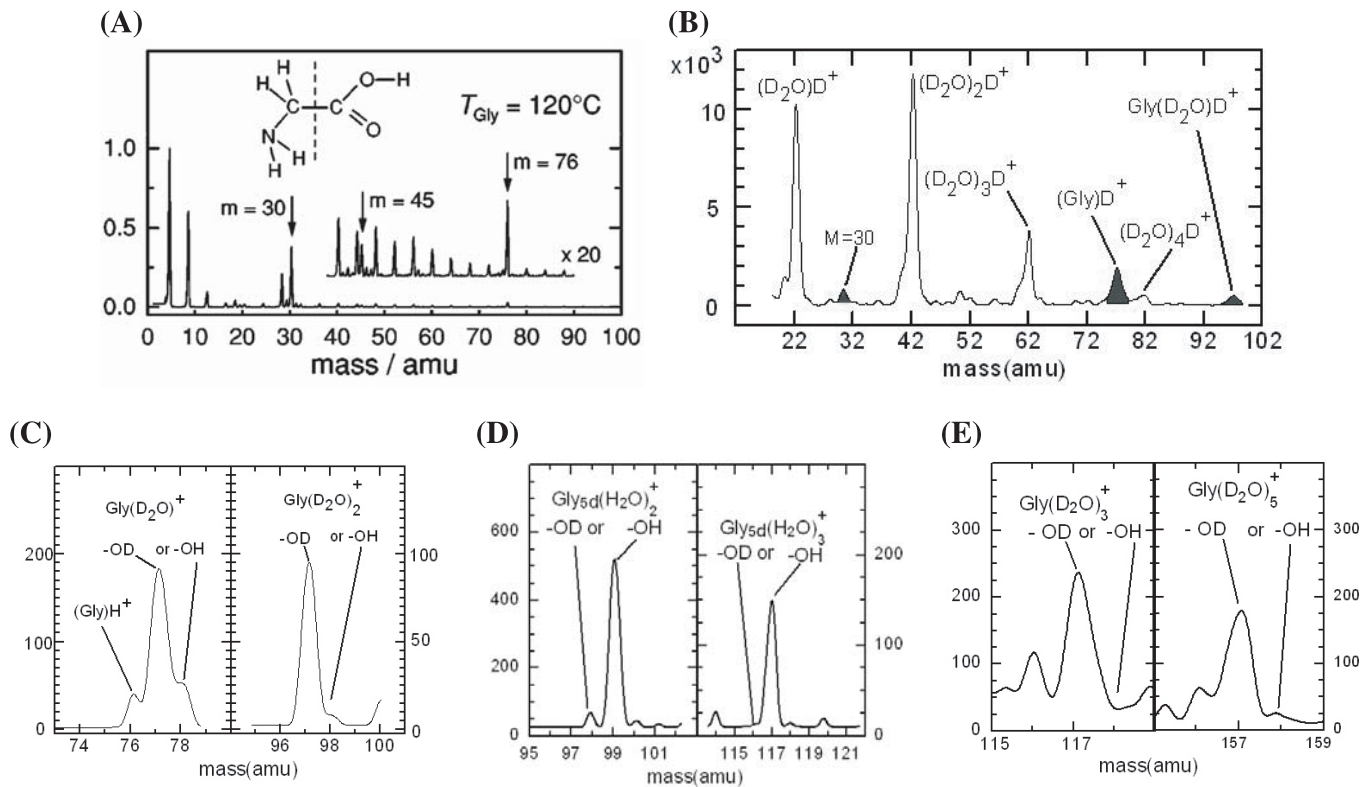 (A)
H
H
O–H
C
C
O
N
H
H
T_Gly = 120°C
1.0
0.5
0.0
m = 30
m = 45
m = 76
x 20
0 10 20 30 40 50 60 70 80 90 100
mass / amu
(B)
x10³
10
5
0
(D₂O)D⁺
M=30
(D₂O)₂D⁺
(D₂O)₃D⁺
(Gly)D⁺
(D₂O)₄D⁺
Gly(D₂O)D⁺
22 32 42 52 62 72 82 92 102
mass(amu)
(C)
200
100
0
Gly(D₂O)⁺
-OD or -OH
(Gly)H⁺
Gly(D₂O)₂⁺
-OD or -OH
100
50
0
74 76 78 96 98 100
mass(amu)
(D)
600
400
200
0
Gly₅d(H₂O)₂⁺
-OD or -OH
Gly₅d(H₂O)₃⁺
-OD or -OH
200
100
0
95 97 99 101 115 117 119 121
mass(amu)
(E)
300
200
100
0
Gly(D₂O)₃⁺
- OD or -OH
Gly(D₂O)₅⁺
- OD or -OH
300
200
100
0
115 117 157 159
mass(amu)